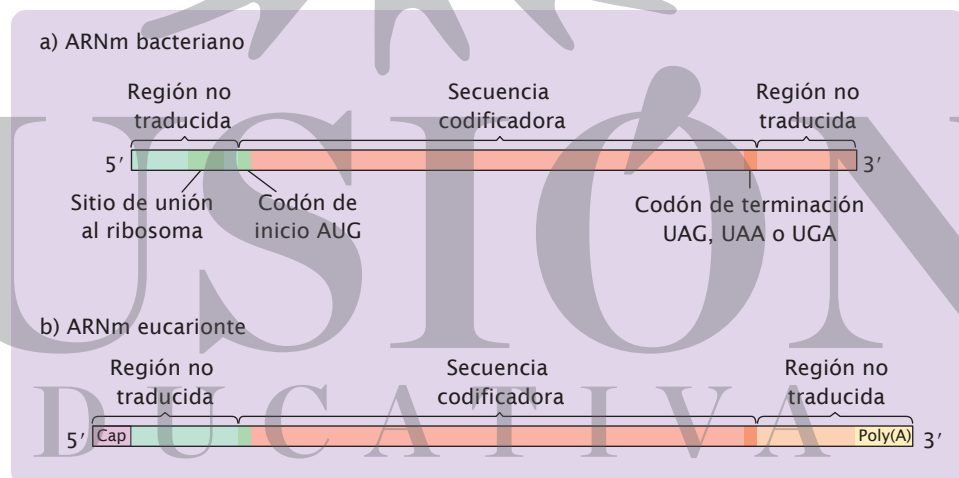 a) ARNm bacteriano
Región no
traducida
Secuencia
codificadora
Región no
traducida
5′
3′
Sitio de unión
al ribosoma
Codón de
inicio AUG
Codón de terminación
UAG, UAA o UGA
USIÓN
b) ARNm eucarionte
Región no
traducida
Secuencia
codificadora
Región no
traducida
5′ Cap
Poly(A) 3′
DUCATIVA